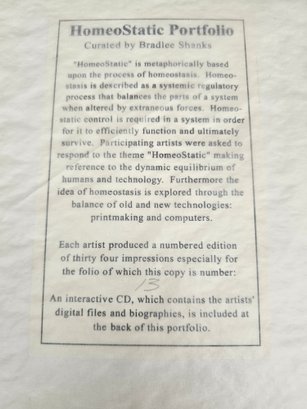 HomeoStatic Portfolio
Curated by Bradlee Shanks
"HomeoStatic" is metaphorically based
upon the process of homeostasis. Homeo-
stasis is described as a systemic regulatory
process that balances the parts of a system
when altered by extraneous forces. Homeo-
static control is required in a system in order
for it to efficiently function and ultimately
survive. Participating artists were asked to
respond to the theme "HomeoStatic" making
reference to the dynamic equilibrium of
humans and technology. Furthermore the
idea of homeostasis is explored through the
balance of old and new technologies:
printmaking and computers.
Each artist produced a numbered edition
of thirty four impressions especially for
the folio of which this copy is number:
13
An interactive CD, which contains the artists'
digital files and biographies, is included at
the back of this portfolio.